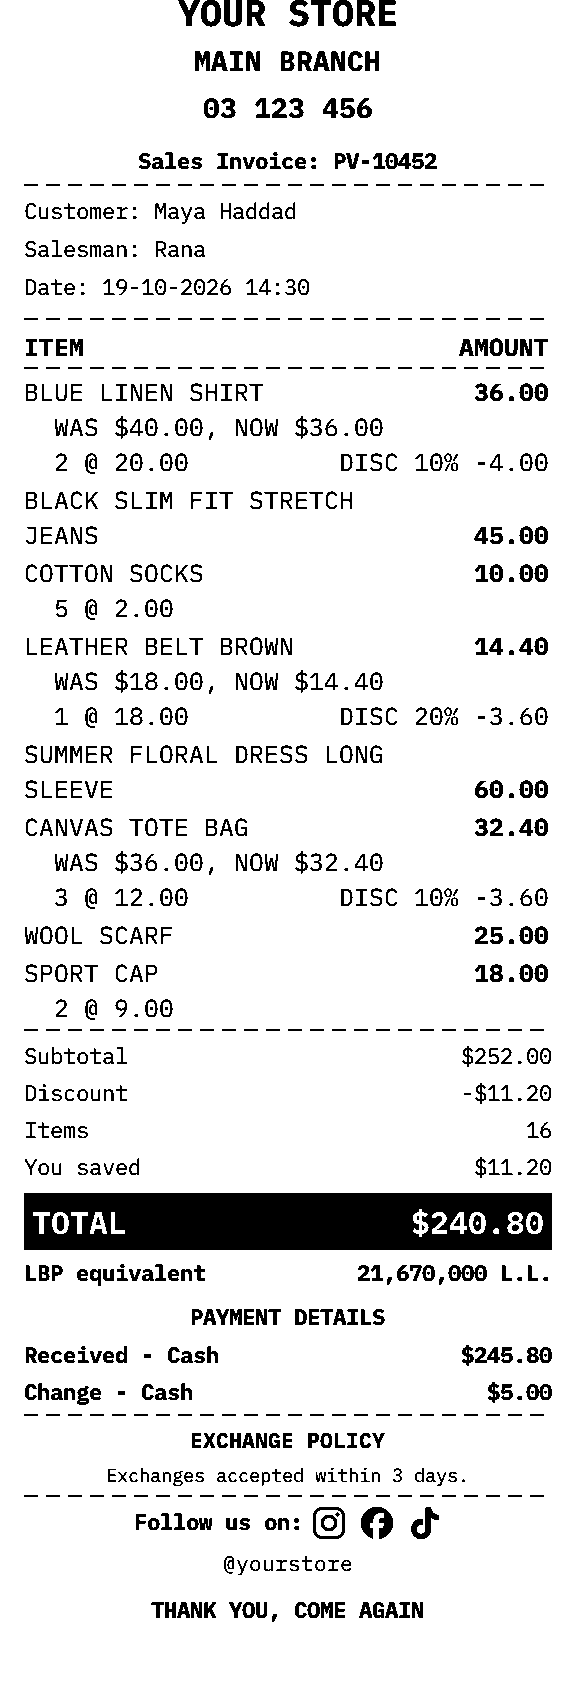 YOUR STORE
MAIN BRANCH
03 123 456
Sales Invoice: PV-10452
Customer: Maya Haddad
Salesman: Rana
Date: 19-10-2026 14:30
ITEM AMOUNT
BLUE LINEN SHIRT 36.00
WAS $40.00, NOW $36.00
2 @ 20.00 DISC 10% -4.00
BLACK SLIM FIT STRETCH
JEANS 45.00
COTTON SOCKS 10.00
5 @ 2.00
LEATHER BELT BROWN 14.40
WAS $18.00, NOW $14.40
1 @ 18.00 DISC 20% -3.60
SUMMER FLORAL DRESS LONG
SLEEVE 60.00
CANVAS TOTE BAG 32.40
WAS $36.00, NOW $32.40
3 @ 12.00 DISC 10% -3.60
WOOL SCARF 25.00
SPORT CAP 18.00
2 @ 9.00
Subtotal $252.00
Discount -$11.20
Items 16
You saved $11.20
TOTAL $240.80
LBP equivalent 21,670,000 L.L.
PAYMENT DETAILS
Received - Cash $245.80
Change - Cash $5.00
EXCHANGE POLICY
Exchanges accepted within 3 days.
Follow us on:
@yourstore
THANK YOU, COME AGAIN